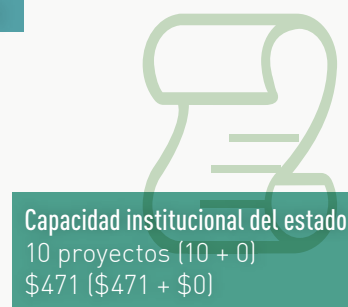 Capacidad institucional del estado
10 proyectos (10 + 0)
$471 ($471 + $0)